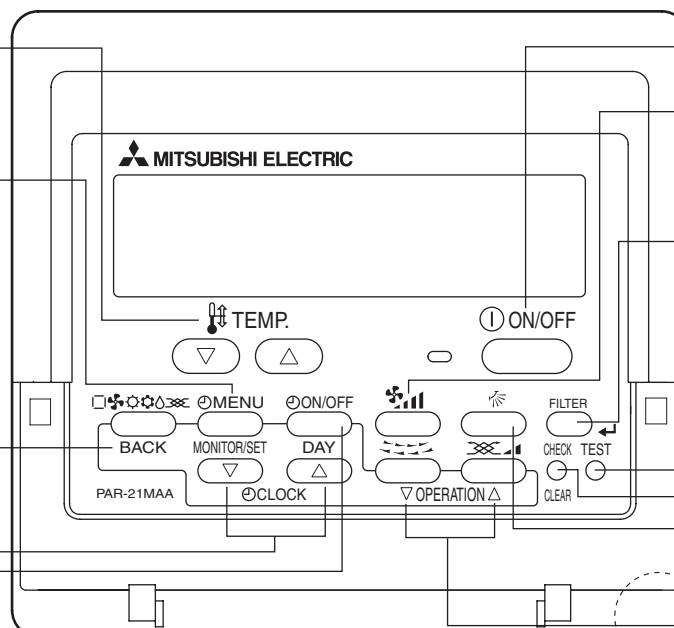 MITSUBISHI ELECTRIC
TEMP.
ON/OFF
MENU
ON/OFF
FILTER
BACK
MONITOR/SET
DAY
CHECK
TEST
PAR-21MAA
CLOCK
OPERATION
CLEAR